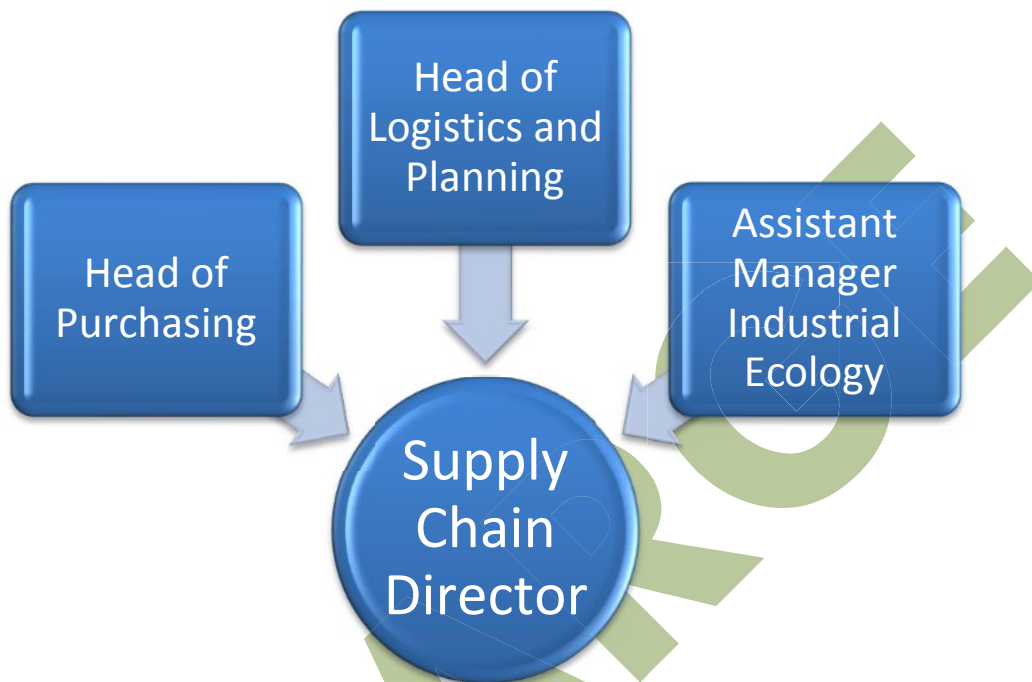 Head of
Logistics and
Planning
Head of
Purchasing
Assistant
Manager
Industrial
Ecology
Supply
Chain
Director